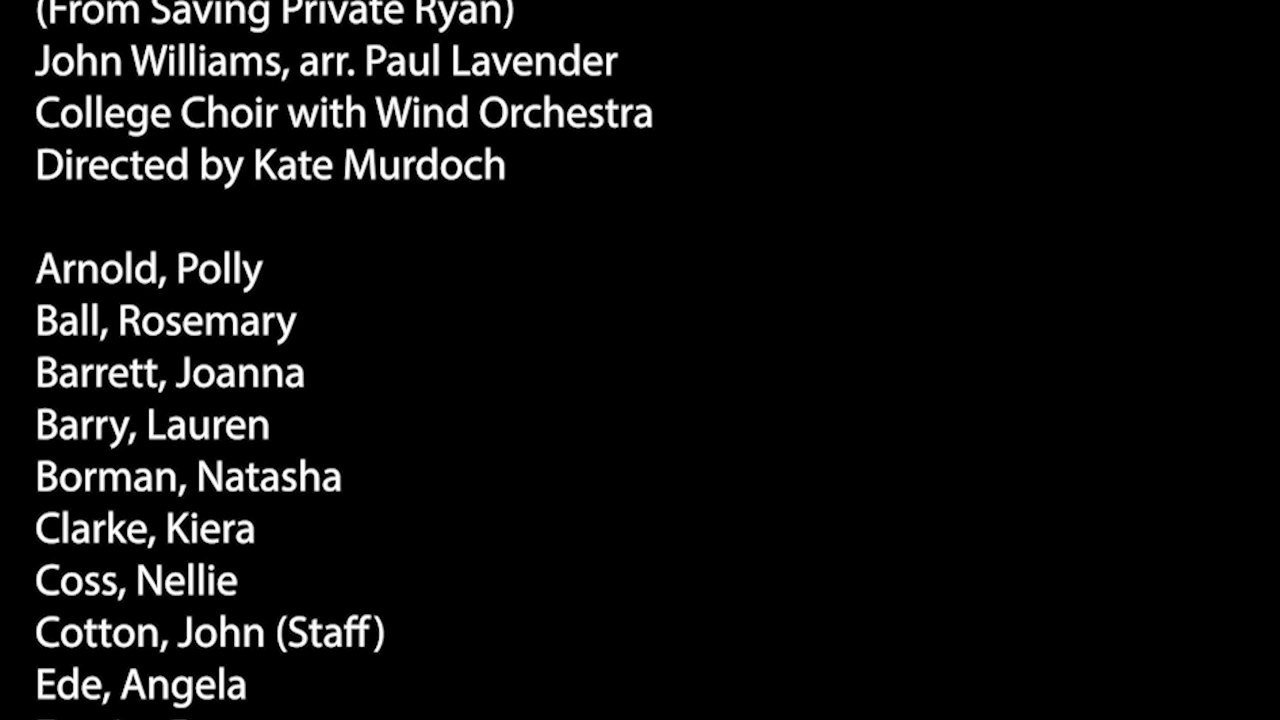 (From Saving Private Ryan)
John Williams, arr. Paul Lavender
College Choir with Wind Orchestra
Directed by Kate Murdoch
Arnold, Polly
Ball, Rosemary
Barrett, Joanna
Barry, Lauren
Borman, Natasha
Clarke, Kiera
Coss, Nellie
Cotton, John (Staff)
Ede, Angela